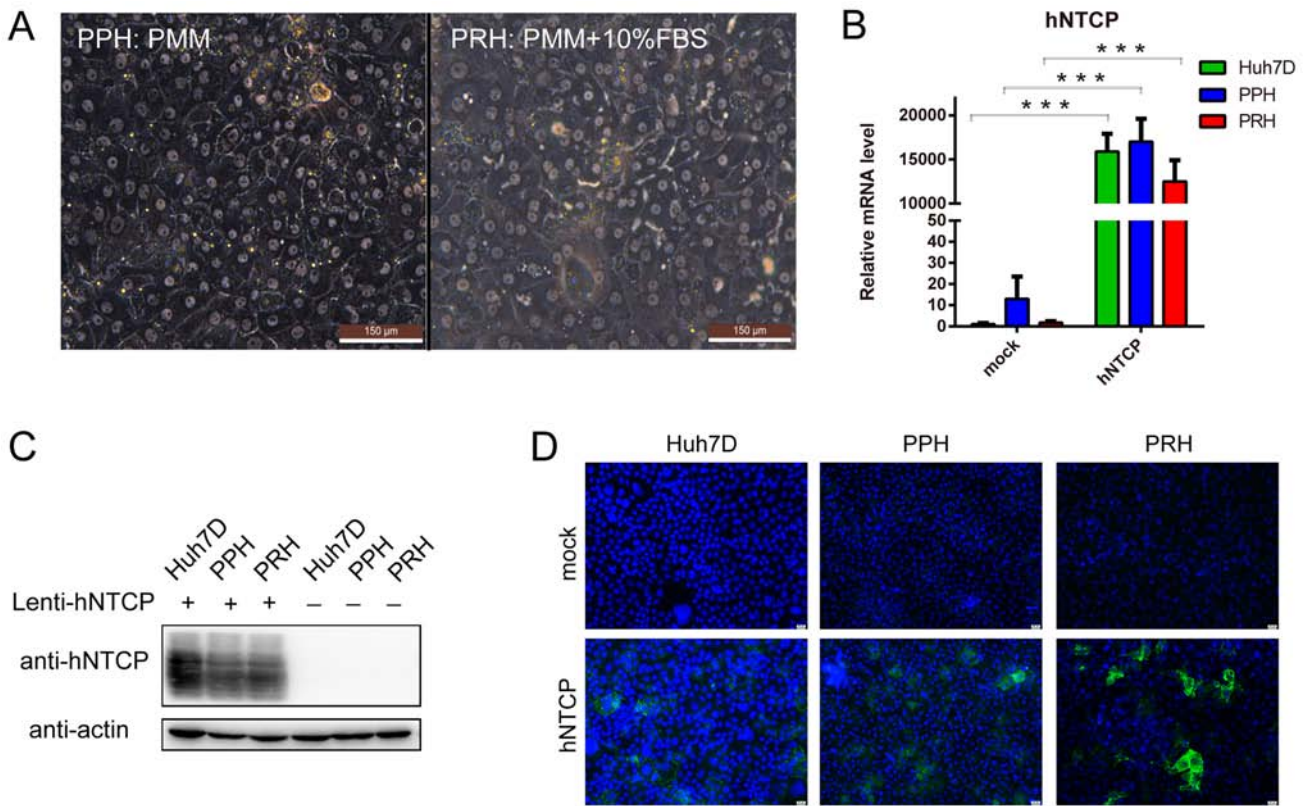 A
PPH: PMM
PRH: PMM+10%FBS
150 µm
150 µm
B
hNTCP
* * *
* * *
* * *
Huh7D
PPH
PRH
Relative mRNA level
20000
15000
10000
50
40
30
20
10
0
mock
hNTCP
C
Huh7D PPH PRH Huh7D PPH PRH
Lenti-hNTCP + + + – – –
anti-hNTCP
anti-actin
D
Huh7D PPH PRH
mock
hNTCP